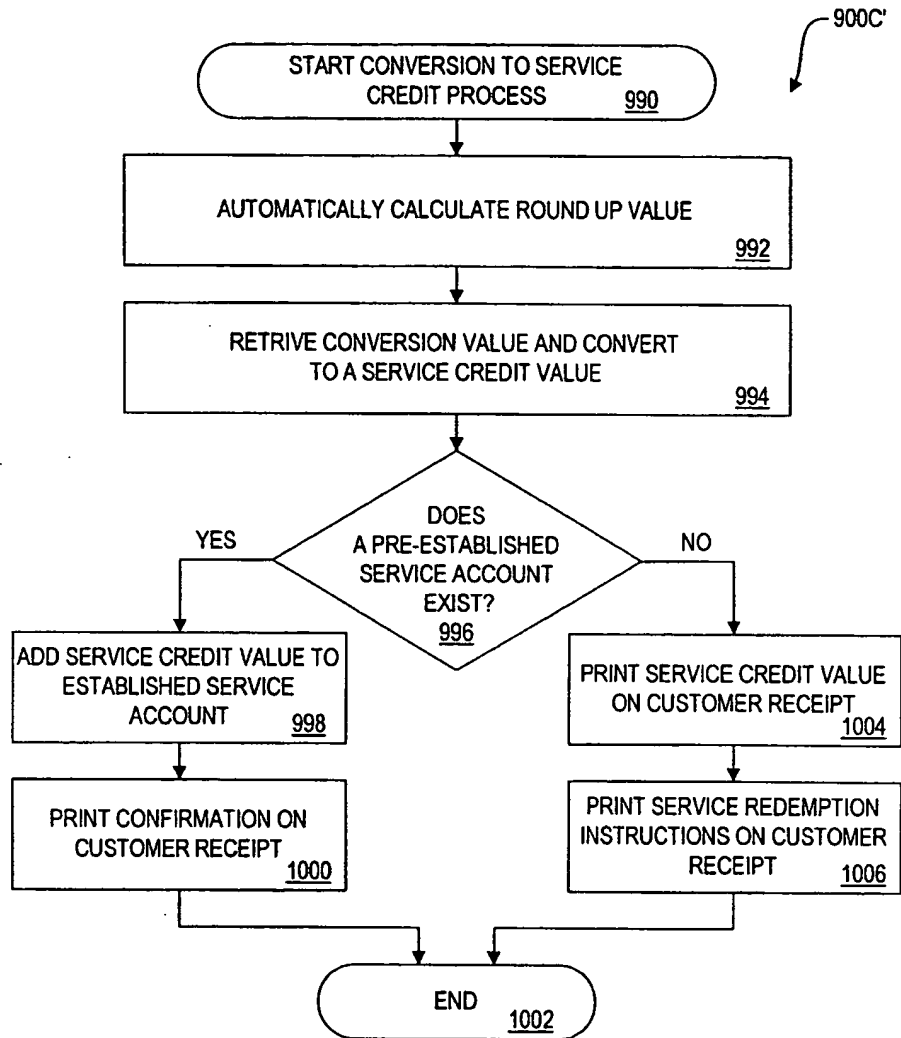 900C'
START CONVERSION TO SERVICE
CREDIT PROCESS
990
AUTOMATICALLY CALCULATE ROUND UP VALUE
992
RETRIVE CONVERSION VALUE AND CONVERT
TO A SERVICE CREDIT VALUE
994
DOES
A PRE-ESTABLISHED
SERVICE ACCOUNT
EXIST?
996
YES
NO
ADD SERVICE CREDIT VALUE TO
ESTABLISHED SERVICE
ACCOUNT
998
PRINT CONFIRMATION ON
CUSTOMER RECEIPT
1000
PRINT SERVICE CREDIT VALUE
ON CUSTOMER RECEIPT
1004
PRINT SERVICE REDEMPTION
INSTRUCTIONS ON CUSTOMER
RECEIPT
1006
END
1002